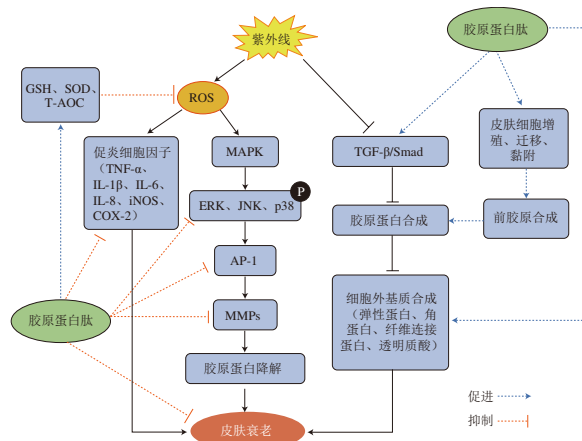 紫外线
胶原蛋白肽
GSH、SOD、
T-AOC
ROS
促炎细胞因子
（TNF-α、
IL-1β、IL-6、
IL-8、iNOS、
COX-2）
MAPK
TGF-β/Smad
皮肤细胞增
殖、迁移、
黏附
P
ERK、JNK、p38
胶原蛋白合成
前胶原合成
AP-1
胶原蛋白肽
MMPs
细胞外基质合成
（弹性蛋白、角
蛋白、纤维连接
蛋白、透明质酸）
胶原蛋白降解
皮肤衰老
促进
抑制